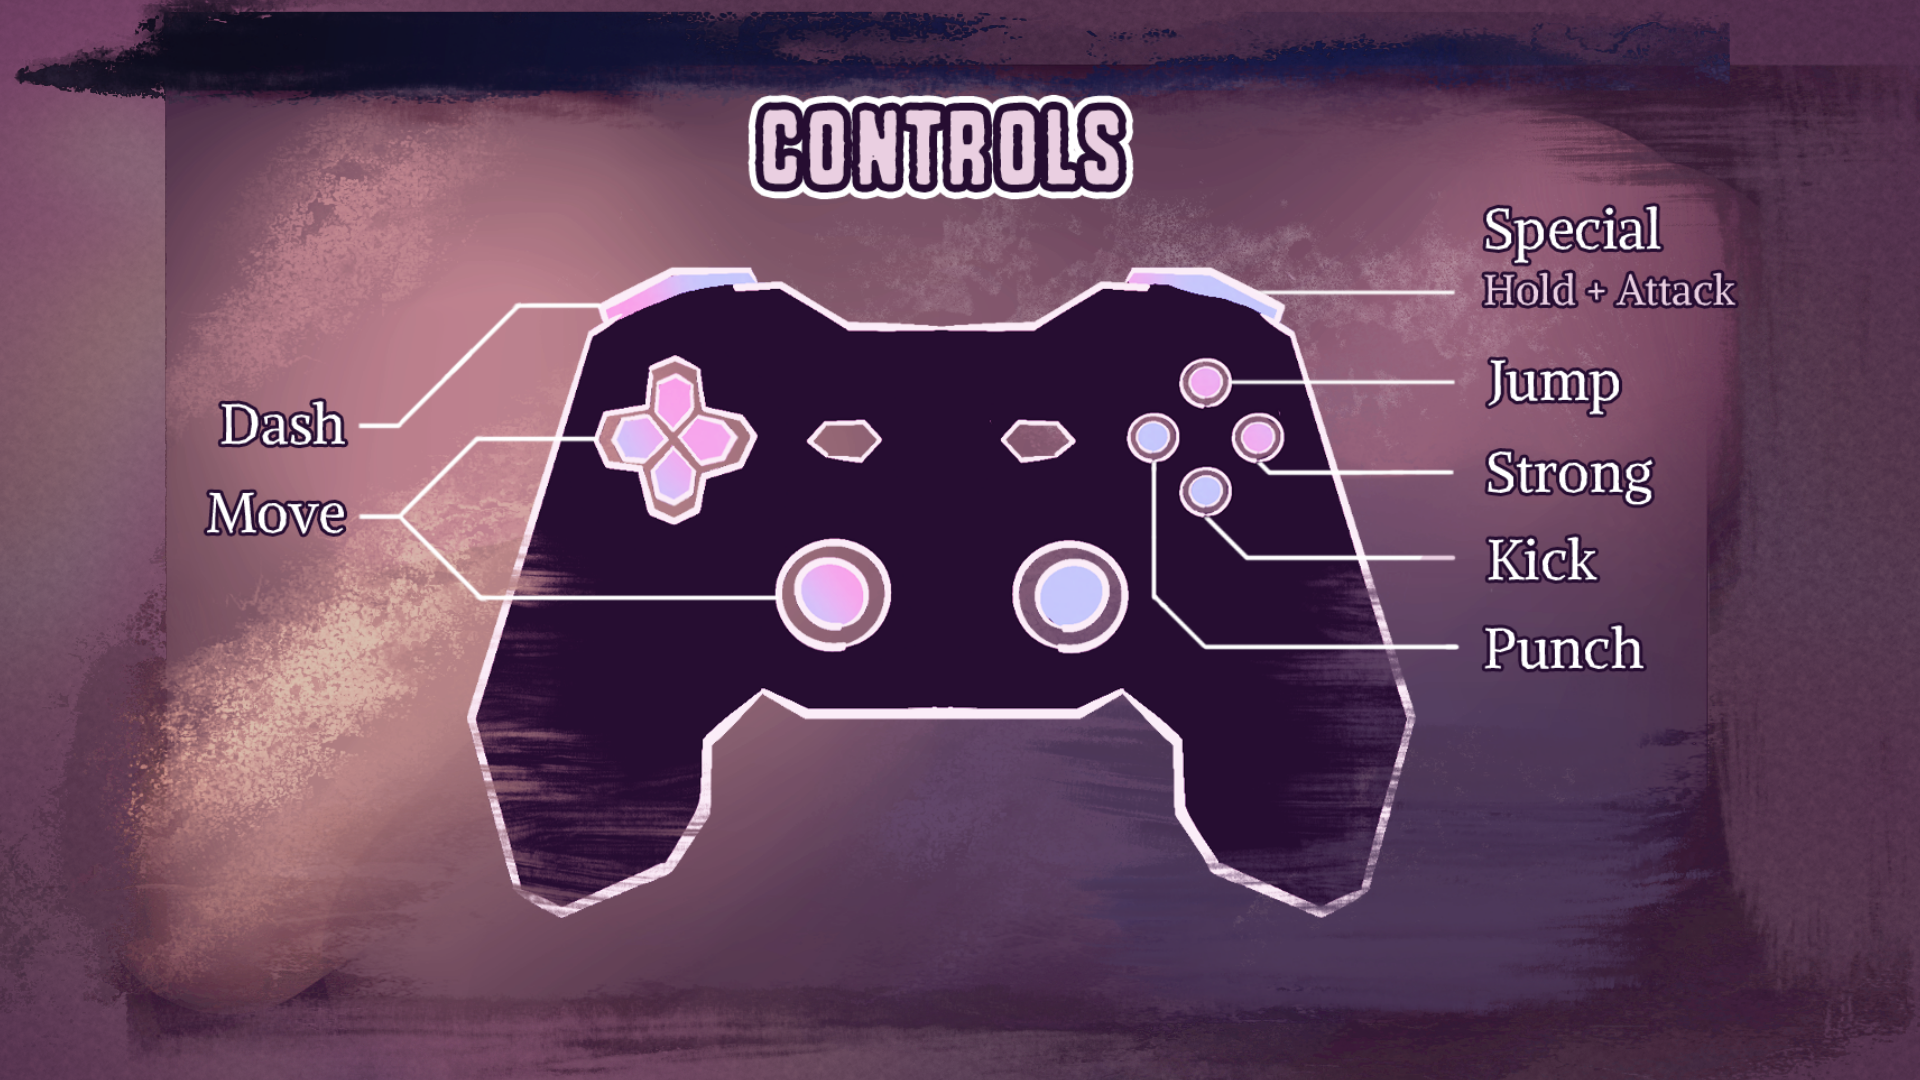 CONTROLS
Dash
Move
Special
Hold + Attack
Jump
Strong
Kick
Punch